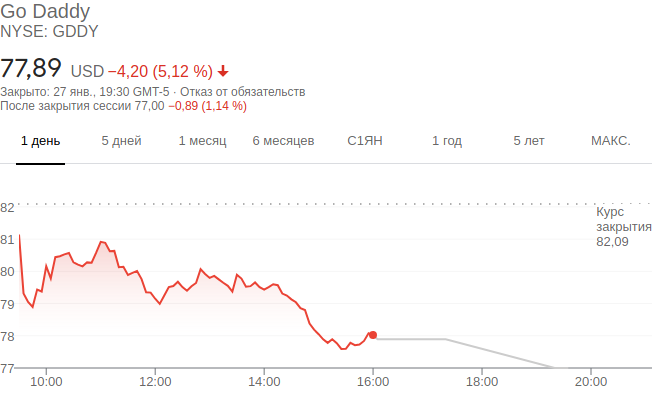 Go Daddy
NYSE: GDDY
77,89 USD −4,20 (5,12 %)
Закрыто: 27 янв., 19:30 GMT-5 · Отказ от обязательств
После закрытия сессии 77,00 −0,89 (1,14 %)
1 день 5 дней 1 месяц 6 месяцев С1ЯН 1 год 5 лет МАКС.
82
Курс
закрытия
82,09
81
80
79
78
77
10:00 12:00 14:00 16:00 18:00 20:00